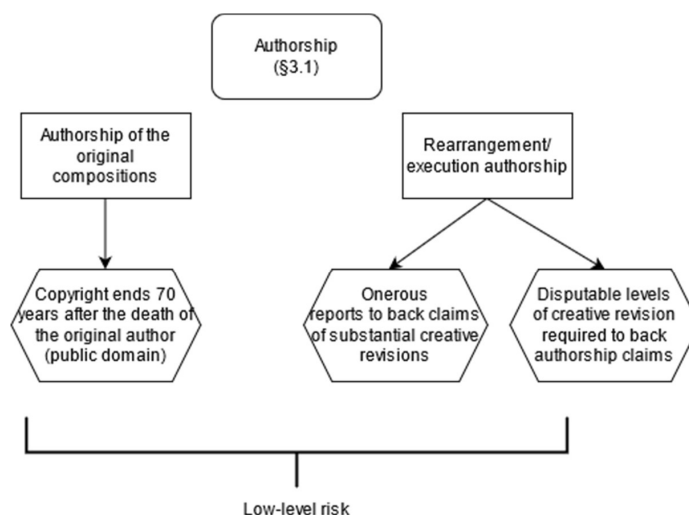 Authorship
(§3.1)
Authorship of the
original
compositions
Rearrangement/
execution authorship
Copyright ends 70
years after the death of
the original author
(public domain)
Onerous
reports to back claims
of substantial creative
revisions
Disputable levels
of creative revision
required to back
authorship claims
Low-level risk